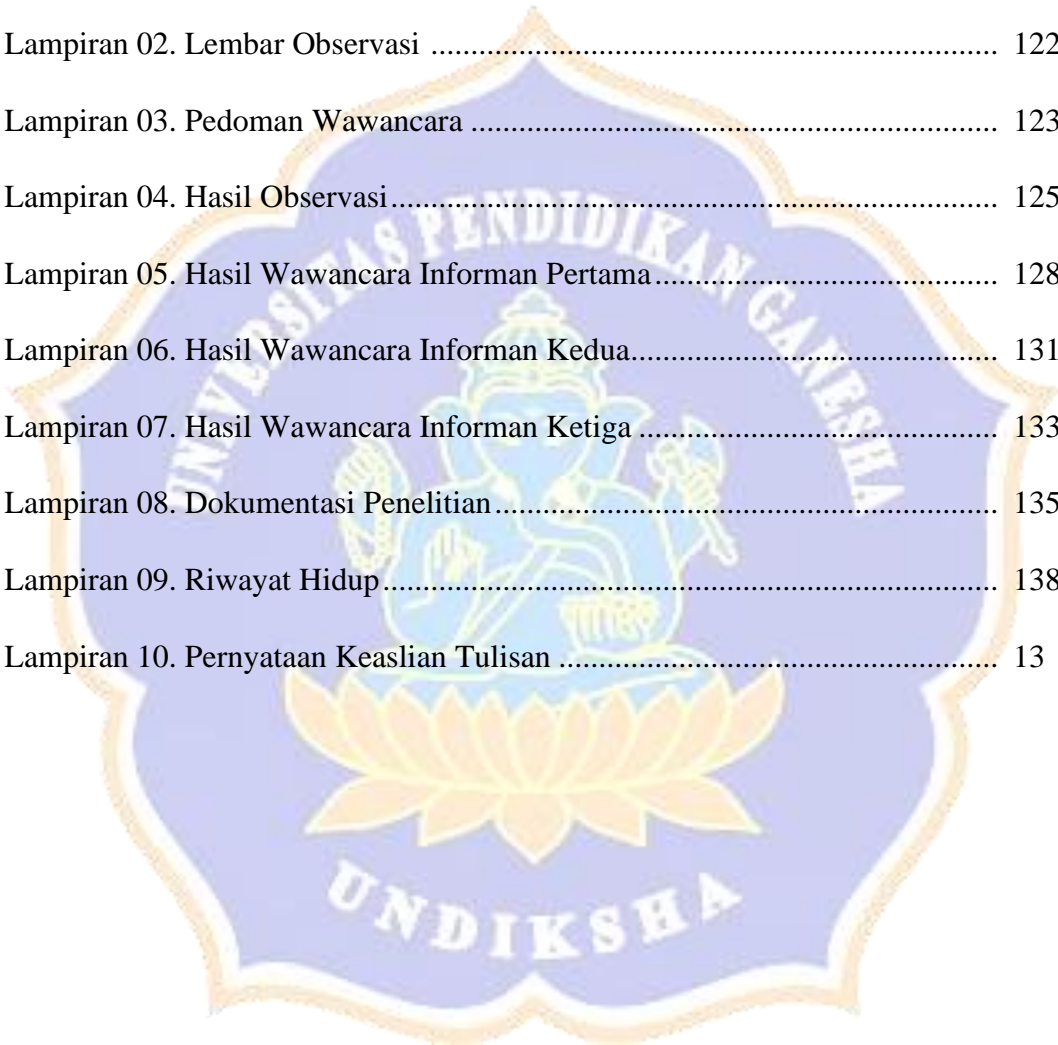 Lampiran 02. Lembar Observasi ...................................................................... 122
Lampiran 03. Pedoman Wawancara ................................................................. 123
Lampiran 04. Hasil Observasi........................................................................... 125
Lampiran 05. Hasil Wawancara Informan Pertama.......................................... 128
Lampiran 06. Hasil Wawancara Informan Kedua............................................. 131
Lampiran 07. Hasil Wawancara Informan Ketiga ............................................ 133
Lampiran 08. Dokumentasi Penelitian.............................................................. 135
Lampiran 09. Riwayat Hidup............................................................................ 138
Lampiran 10. Pernyataan Keaslian Tulisan ...................................................... 13
UNIVERSITAS PENDIDIKAN GANESHA
UNDIKSHA